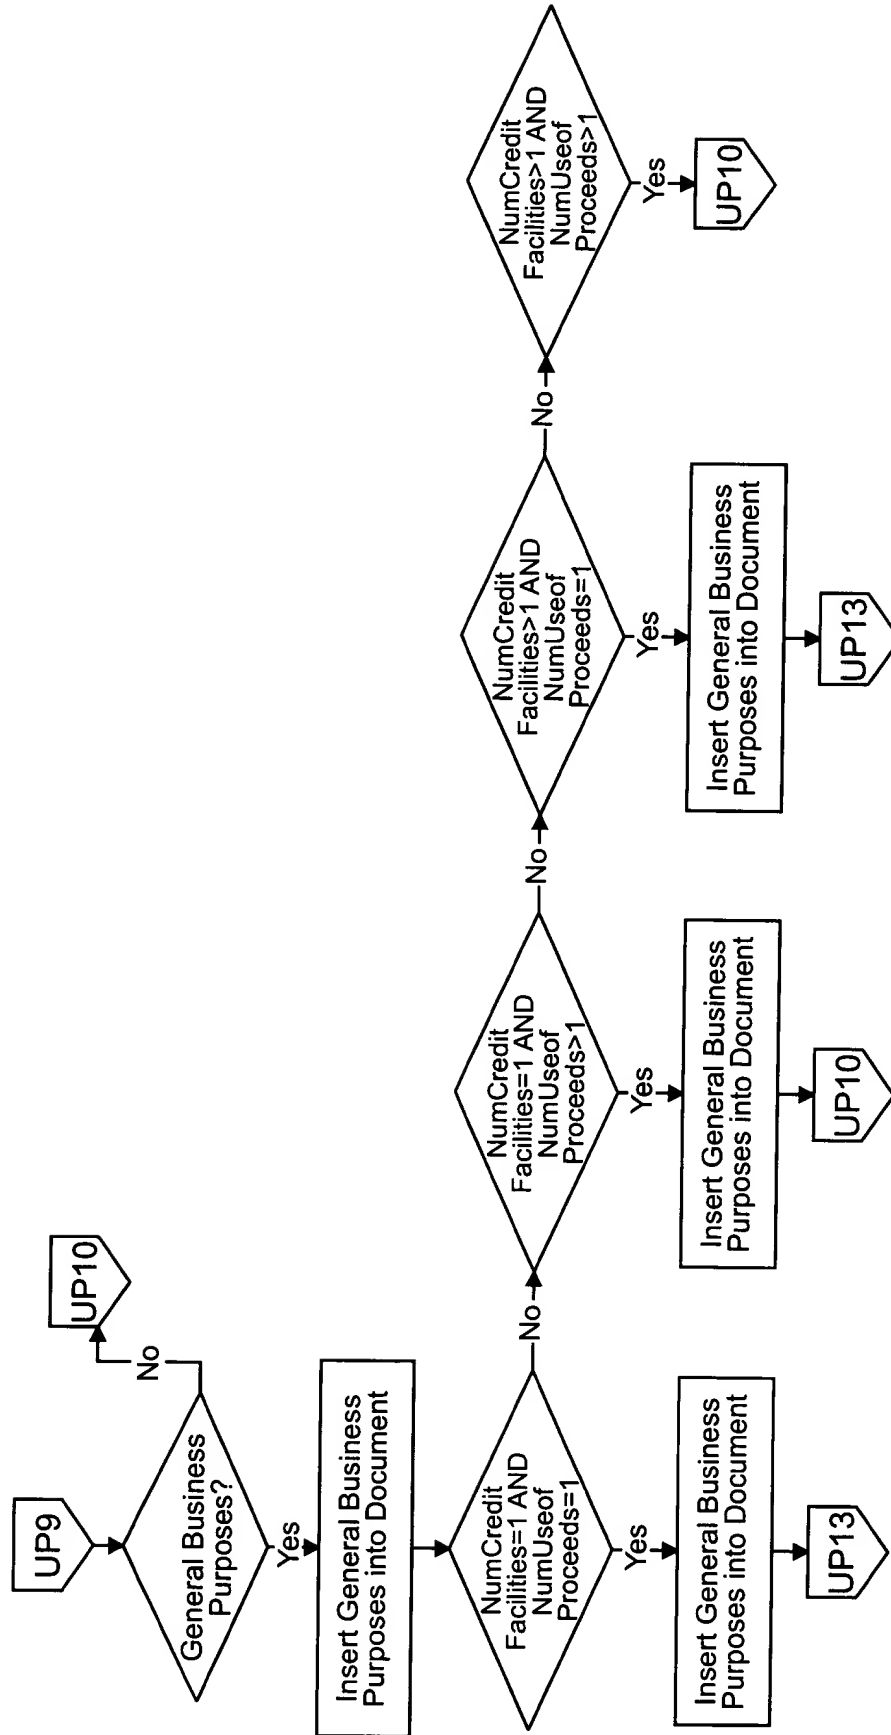 UP9
General Business
Purposes?
No
UP10
Yes
Insert General Business
Purposes into Document
NumCredit
Facilities=1 AND
NumUseof
Proceeds=1
Yes
Insert General Business
Purposes into Document
UP13
No
NumCredit
Facilities=1 AND
NumUseof
Proceeds>1
Yes
Insert General Business
Purposes into Document
UP10
No
NumCredit
Facilities>1 AND
NumUseof
Proceeds=1
Yes
Insert General Business
Purposes into Document
UP13
No
NumCredit
Facilities>1 AND
NumUseof
Proceeds>1
Yes
UP10